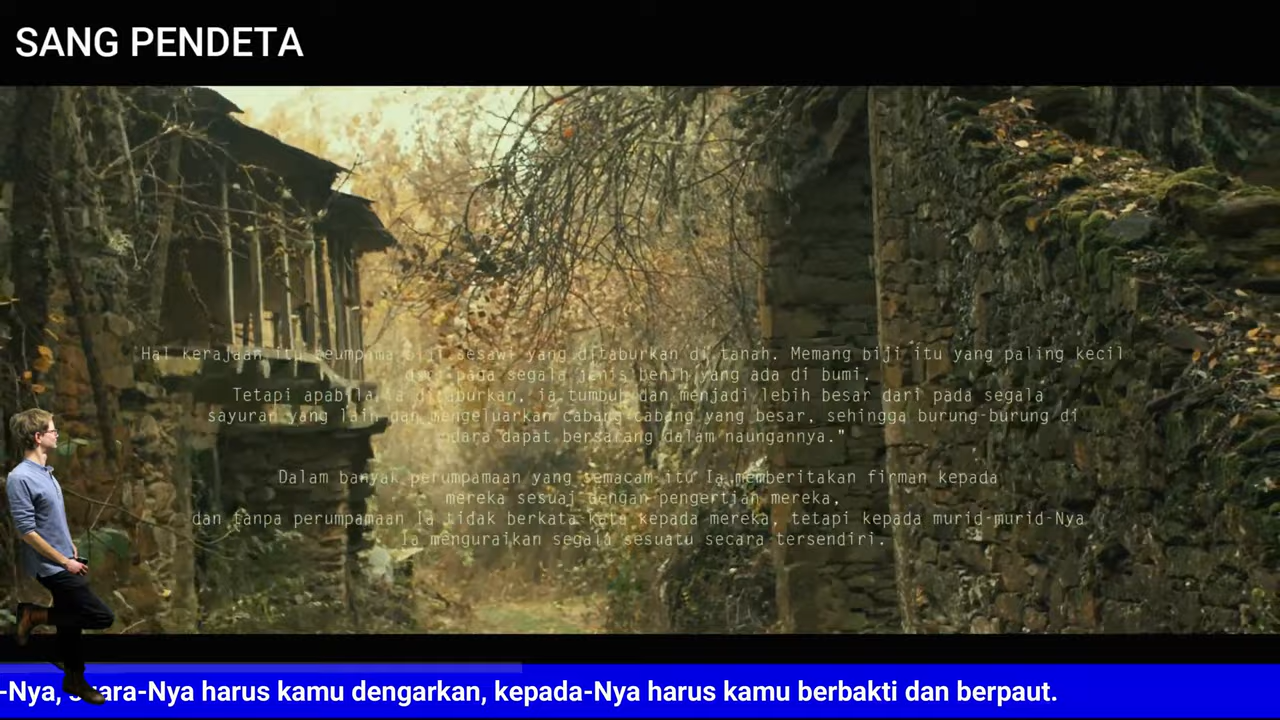 SANG PENDETA
Hal kerajaan itu seumpama biji sesawi yang ditaburkan di tanah. Memang biji itu yang paling kecil
dari pada segala jenis benih yang ada di bumi.
Tetapi apabila ia ditaburkan, ia tumbuh dan menjadi lebih besar dari pada segala
sayuran yang lain dan mengeluarkan cabang-cabang yang besar, sehingga burung-burung di
udara dapat bersarang dalam naungannya."
Dalam banyak perumpamaan yang semacam itu Ia memberitakan firman kepada
mereka sesuai dengan pengertian mereka,
dan tanpa perumpamaan Ia tidak berkata-kata kepada mereka, tetapi kepada murid-murid-Nya
Ia menguraikan segala sesuatu secara tersendiri.
-Nya, suara-Nya harus kamu dengarkan, kepada-Nya harus kamu berbakti dan berpaut.